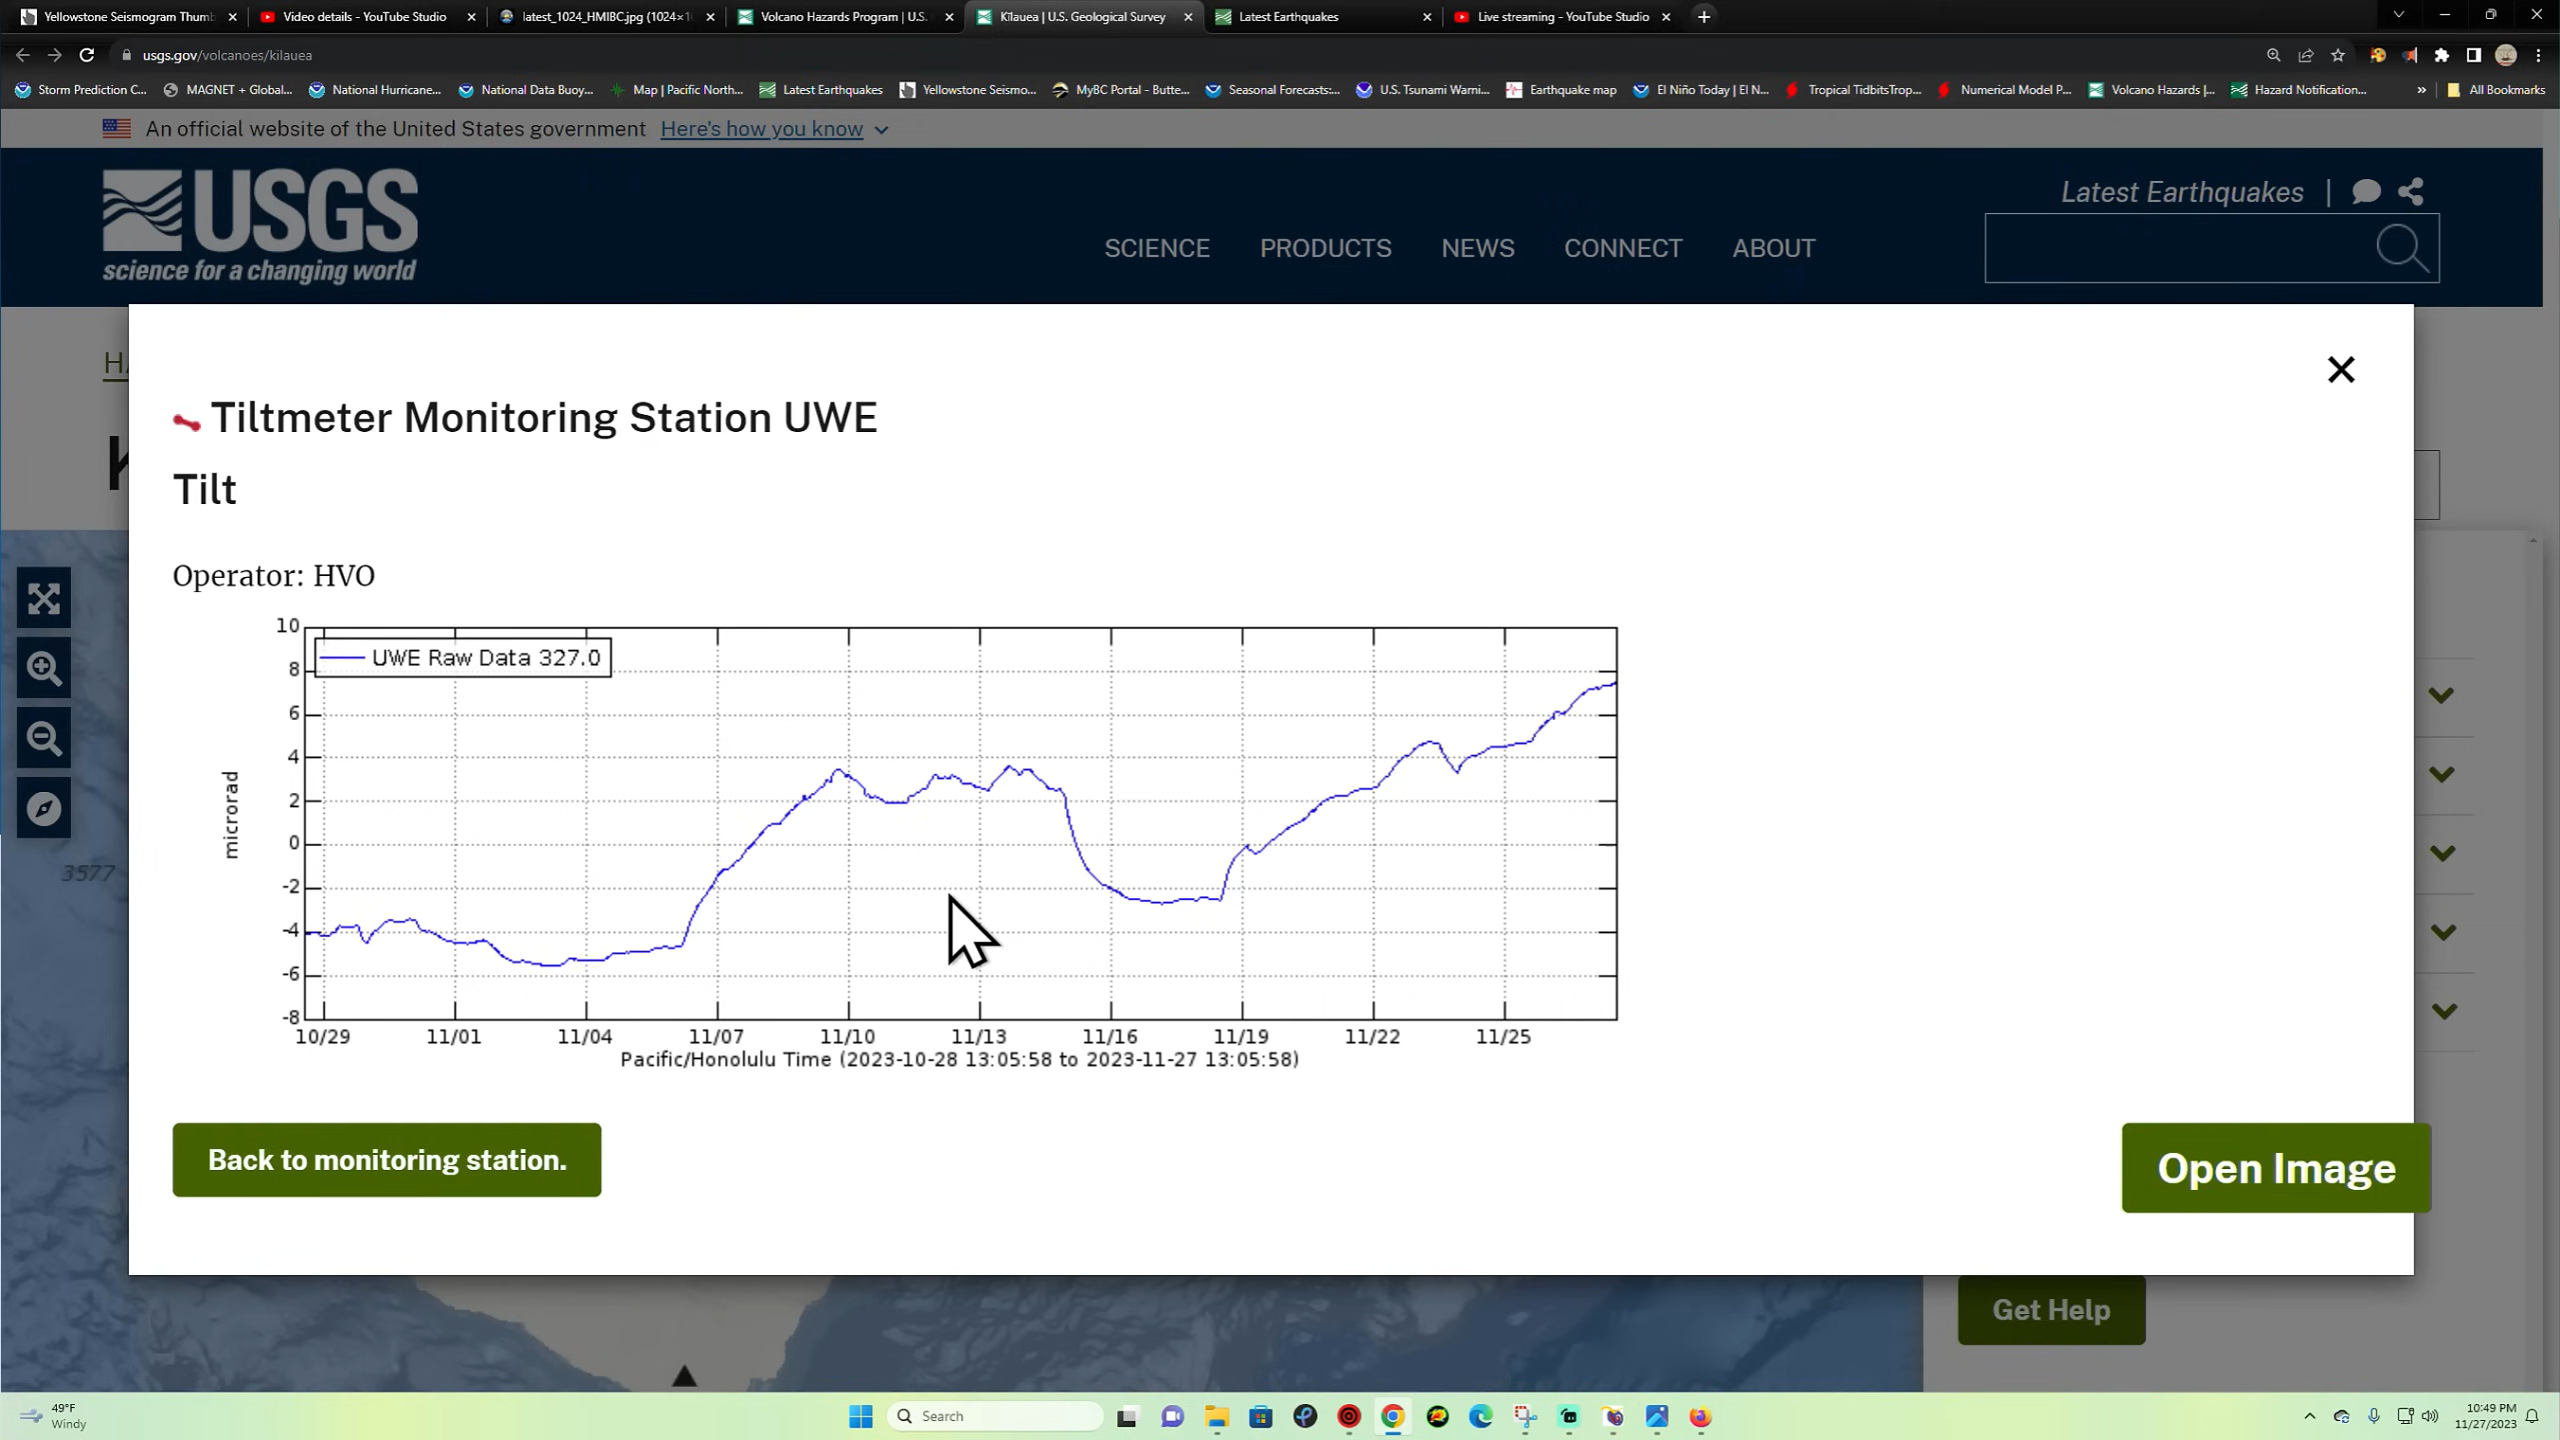 Yellowstone Seismogram Thumb
Video details - YouTube Studio
latest_1024_HMIBC.jpg (1024×1
Volcano Hazards Program | U.S.
Kīlauea | U.S. Geological Survey
Latest Earthquakes
Live streaming - YouTube Studio
usgs.gov/volcanoes/kilauea
Storm Prediction C...
MAGNET + Global...
National Hurricane...
National Data Buoy...
Map | Pacific North...
Latest Earthquakes
Yellowstone Seismo...
MyBC Portal - Butte...
Seasonal Forecasts:...
U.S. Tsunami Warni...
Earthquake map
El Niño Today | El N...
Tropical TidbitsTrop...
Numerical Model P...
Volcano Hazards |...
Hazard Notification...
»
All Bookmarks
An official website of the United States government Here's how you know
USGS
science for a changing world
Latest Earthquakes |
SCIENCE PRODUCTS NEWS CONNECT ABOUT
HA
K
Tiltmeter Monitoring Station UWE
Tilt
Operator: HVO
UWE Raw Data 327.0
10
8
6
4
2
0
-2
-4
-6
-8
microrad
10/29 11/01 11/04 11/07 11/10 11/13 11/16 11/19 11/22 11/25
Pacific/Honolulu Time (2023-10-28 13:05:58 to 2023-11-27 13:05:58)
3577
Back to monitoring station.
Open Image
Get Help
49°F
Windy
Search
10:49 PM
11/27/2023